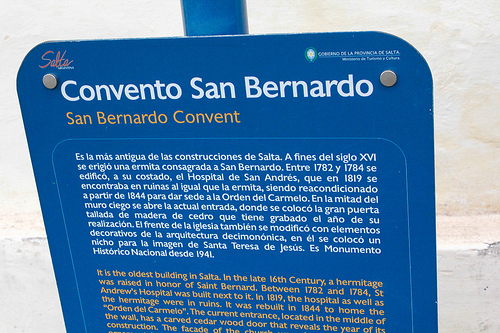 Salta
GOBIERNO DE LA PROVINCIA DE SALTA
Ministerio de Turismo y Cultura
Convento San Bernardo
San Bernardo Convent
Es la más antigua de las construcciones de Salta. A fines del siglo XVI
se erigió una ermita consagrada a San Bernardo. Entre 1782 y 1784 se
edificó, a su costado, el Hospital de San Andrés, que en 1819 se
encontraba en ruinas al igual que la ermita, siendo reacondicionado
a partir de 1844 para dar sede a la Orden del Carmelo. En la mitad del
muro ciego se abre la actual entrada, donde se colocó la gran puerta
tallada de madera de cedro que tiene grabado el año de su
realización. El frente de la iglesia también se modificó con elementos
decorativos de la arquitectura decimonónica, en él se colocó un
nicho para la imagen de Santa Teresa de Jesús. Es Monumento
Histórico Nacional desde 1941.
It is the oldest building in Salta. In the late 16th Century, a hermitage
was raised in honor of Saint Bernard. Between 1782 and 1784, St
Andrew's Hospital was built next to it. In 1819, the hospital as well as
the hermitage were in ruins. It was rebuilt in 1844 to home the
"Orden del Carmelo". The current entrance, located in the middle of
the wall, has a carved cedar wood door that reveals the year of its
construction. The facade of the church